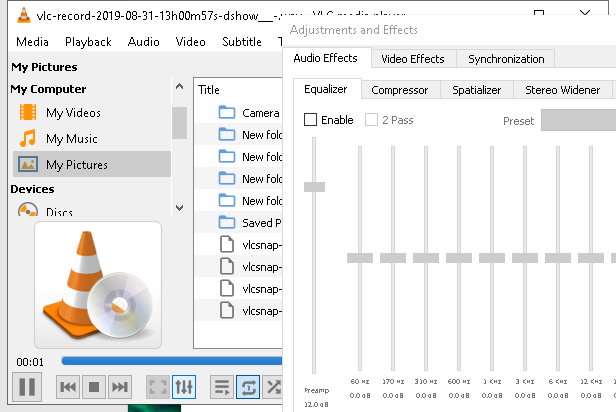 vlc-record-2019-08-31-13h00m57s-dshow___-.wav - VLC media player
Adjustments and Effects
Media Playback Audio Video Subtitle T
Audio Effects Video Effects Synchronization
My Pictures
My Computer
My Videos
My Music
My Pictures
Devices
Discs
Title
Camera
New fold
New fold
New fold
New fold
Saved P
vlcsnap-
vlcsnap-
vlcsnap-
vlcsnap-
Equalizer Compressor Spatializer Stereo Widener
Enable 2 Pass Preset
60 Hz 170 Hz 310 Hz 600 Hz 1 KHz 3 KHz 6 KHz 12 KHz
Preamp 0.0 dB 0.0 dB 0.0 dB 0.0 dB 0.0 dB 0.0 dB 0.0 dB 0.0 dB
12.0 dB
00:01